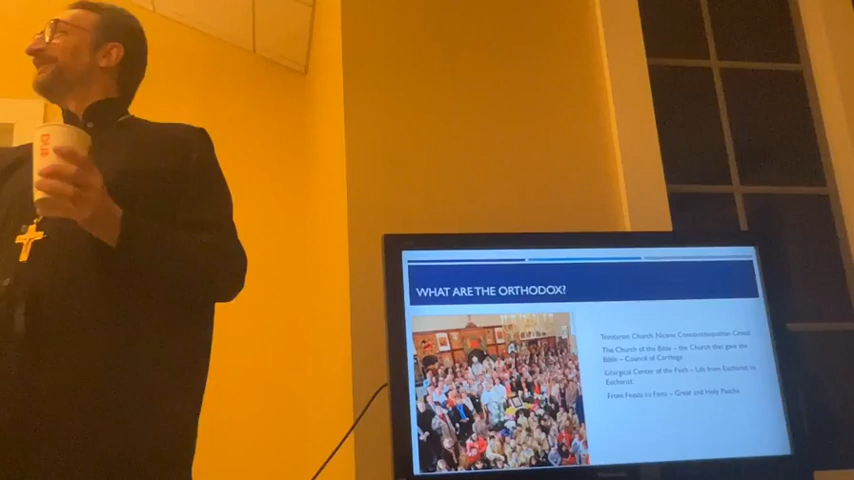 WHAT ARE THE ORTHODOX?
Trinitarian Church: Nicene Constantinopolitan Creed
The Church of the Bible – the Church that gave the
Bible – Council of Carthage
Liturgical Center of the Faith – Life from Eucharist to
Eucharist
From Feasts to Fasts – Great and Holy Pascha